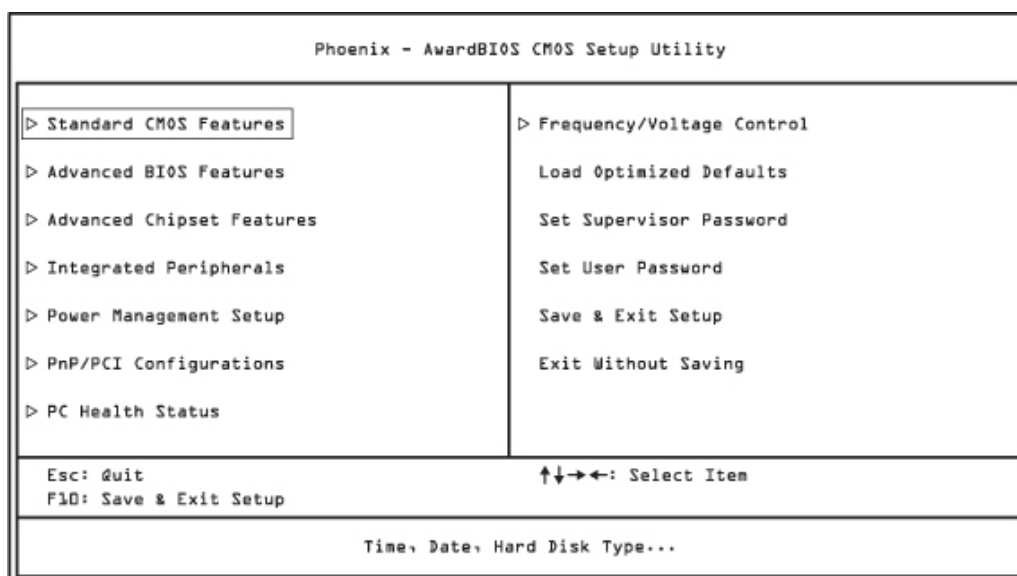 Phoenix - AwardBIOS CMOS Setup Utility
▷ Standard CMOS Features
▷ Advanced BIOS Features
▷ Advanced Chipset Features
▷ Integrated Peripherals
▷ Power Management Setup
▷ PnP/PCI Configurations
▷ PC Health Status
▷ Frequency/Voltage Control
Load Optimized Defaults
Set Supervisor Password
Set User Password
Save & Exit Setup
Exit Without Saving
Esc: Quit
F10: Save & Exit Setup
↑↓→←: Select Item
Time, Date, Hard Disk Type...